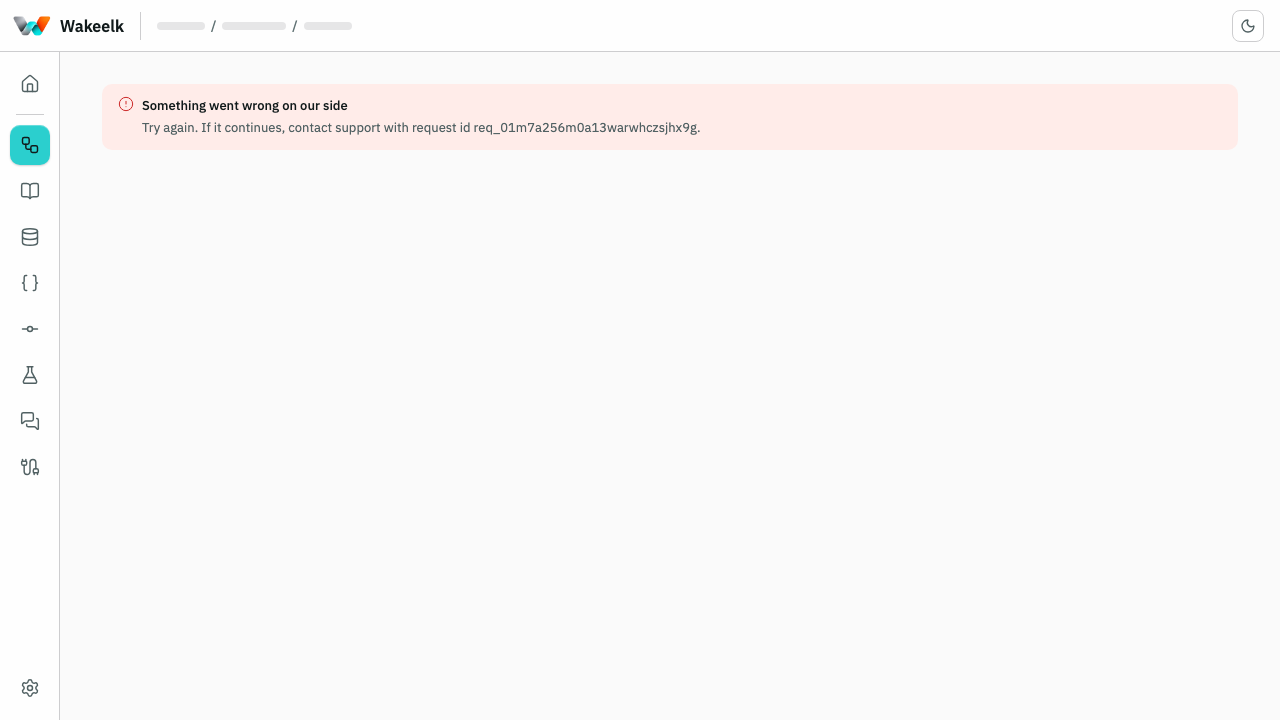 Wakeelk
/ /
Something went wrong on our side
Try again. If it continues, contact support with request id req_01m7a256m0a13warwhczsjhx9g.